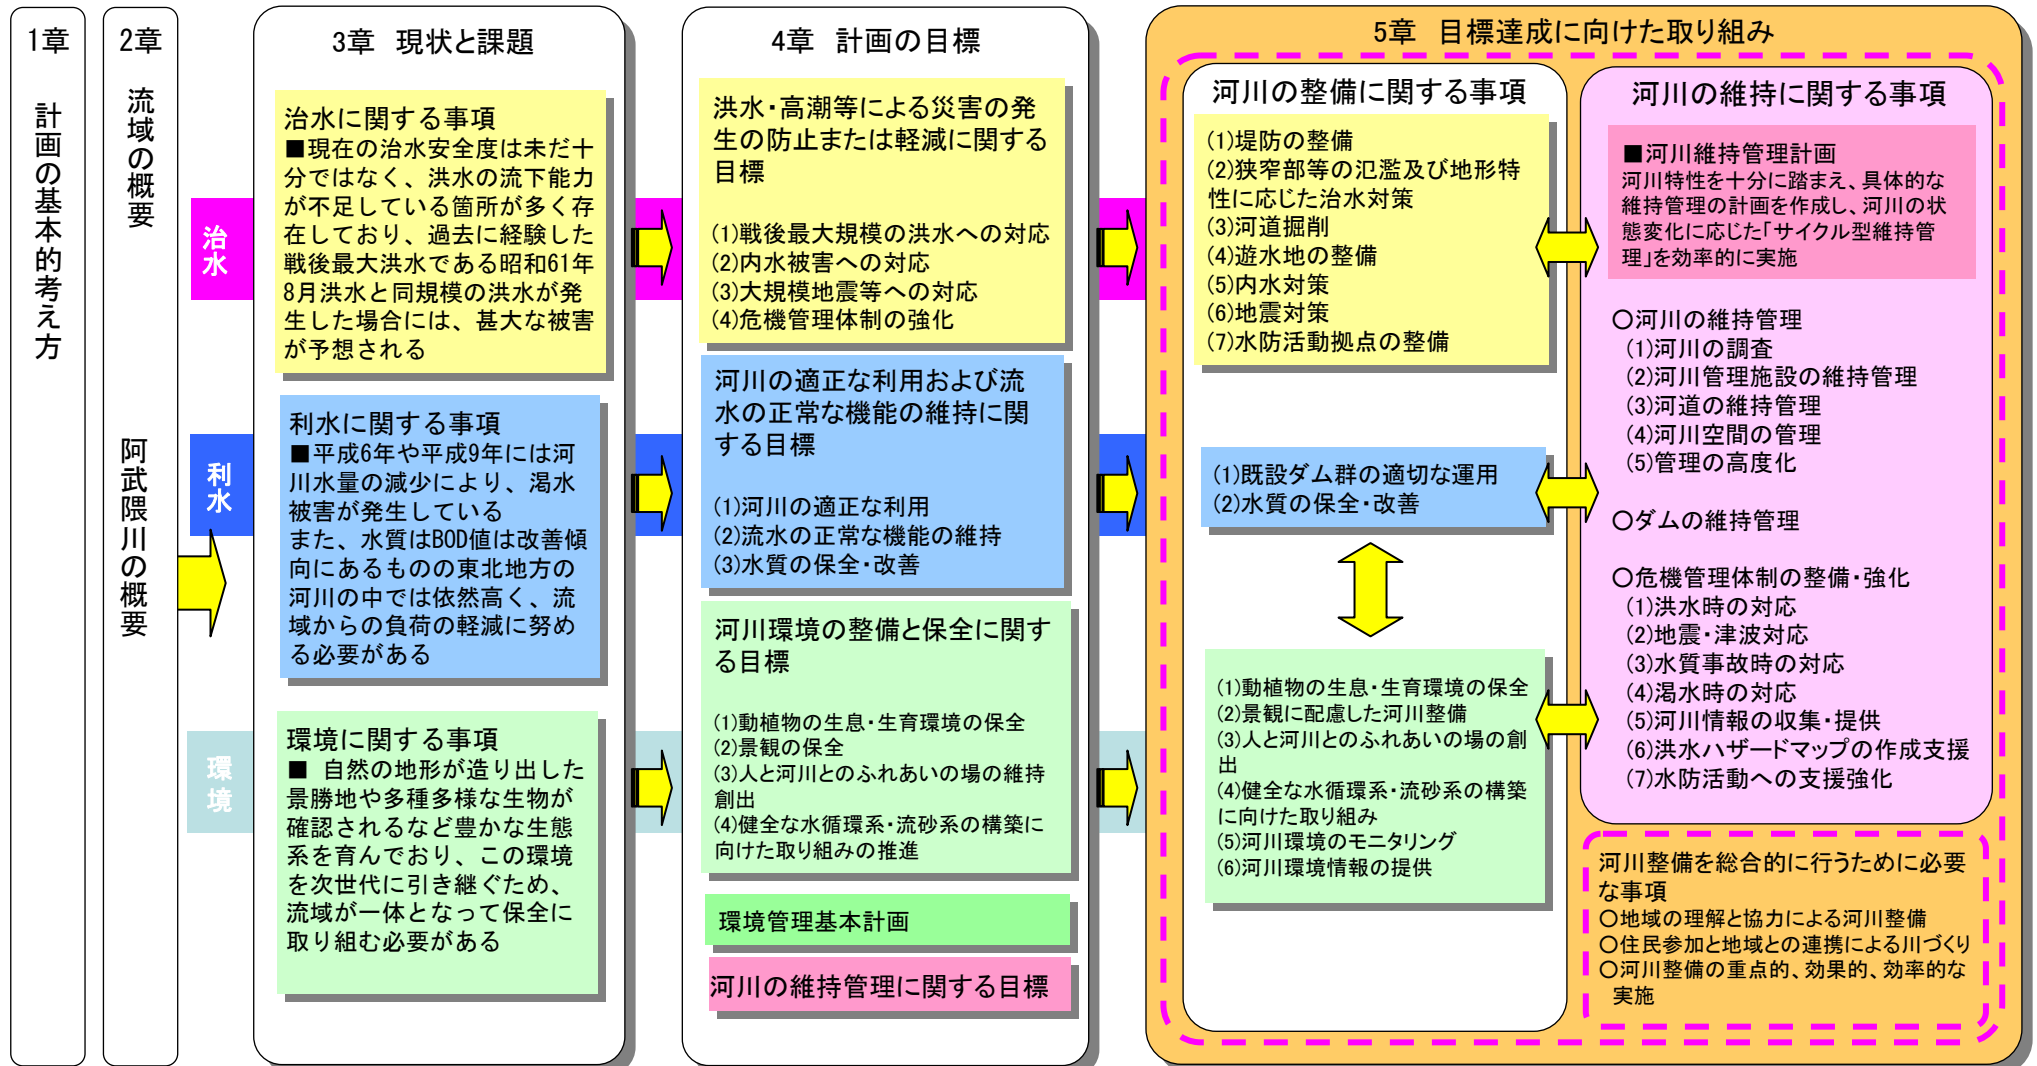 1章
計画の基本的考え方
2章
流域の概要
阿武隈川の概要
治水
利水
環境
3章 現状と課題
治水に関する事項
■現在の治水安全度は未だ十
分ではなく、洪水の流下能力
が不足している箇所が多く存
在しており、過去に経験した
戦後最大洪水である昭和61年
8月洪水と同規模の洪水が発
生した場合には、甚大な被害
が予想される
利水に関する事項
■平成6年や平成9年には河
川水量の減少により、渇水
被害が発生している
また、水質はBOD値は改善傾
向にあるものの東北地方の
河川の中では依然高く、流
域からの負荷の軽減に努め
る必要がある
環境に関する事項
■ 自然の地形が造り出した
景勝地や多種多様な生物が
確認されるなど豊かな生態
系を育んでおり、この環境
を次世代に引き継ぐため、
流域が一体となって保全に
取り組む必要がある
4章 計画の目標
洪水・高潮等による災害の発
生の防止または軽減に関する
目標
(1)戦後最大規模の洪水への対応
(2)内水被害への対応
(3)大規模地震等への対応
(4)危機管理体制の強化
河川の適正な利用および流
水の正常な機能の維持に関
する目標
(1)河川の適正な利用
(2)流水の正常な機能の維持
(3)水質の保全・改善
河川環境の整備と保全に関す
る目標
(1)動植物の生息・生育環境の保全
(2)景観の保全
(3)人と河川とのふれあいの場の維持
創出
(4)健全な水循環系・流砂系の構築に
向けた取り組みの推進
環境管理基本計画
河川の維持管理に関する目標
5章 目標達成に向けた取り組み
河川の整備に関する事項
(1)堤防の整備
(2)狭窄部等の氾濫及び地形特
性に応じた治水対策
(3)河道掘削
(4)遊水地の整備
(5)内水対策
(6)地震対策
(7)水防活動拠点の整備
(1)既設ダム群の適切な運用
(2)水質の保全・改善
(1)動植物の生息・生育環境の保全
(2)景観に配慮した河川整備
(3)人と河川とのふれあいの場の創
出
(4)健全な水循環系・流砂系の構築
に向けた取り組み
(5)河川環境のモニタリング
(6)河川環境情報の提供
河川の維持に関する事項
■河川維持管理計画
河川特性を十分に踏まえ、具体的な
維持管理の計画を作成し、河川の状
態変化に応じた「サイクル型維持管
理」を効率的に実施
〇河川の維持管理
(1)河川の調査
(2)河川管理施設の維持管理
(3)河道の維持管理
(4)河川空間の管理
(5)管理の高度化
〇ダムの維持管理
〇危機管理体制の整備・強化
(1)洪水時の対応
(2)地震・津波対応
(3)水質事故時の対応
(4)渇水時の対応
(5)河川情報の収集・提供
(6)洪水ハザードマップの作成支援
(7)水防活動への支援強化
河川整備を総合的に行うために必要
な事項
〇地域の理解と協力による河川整備
〇住民参加と地域との連携による川づくり
〇河川整備の重点的、効果的、効率的な
実施